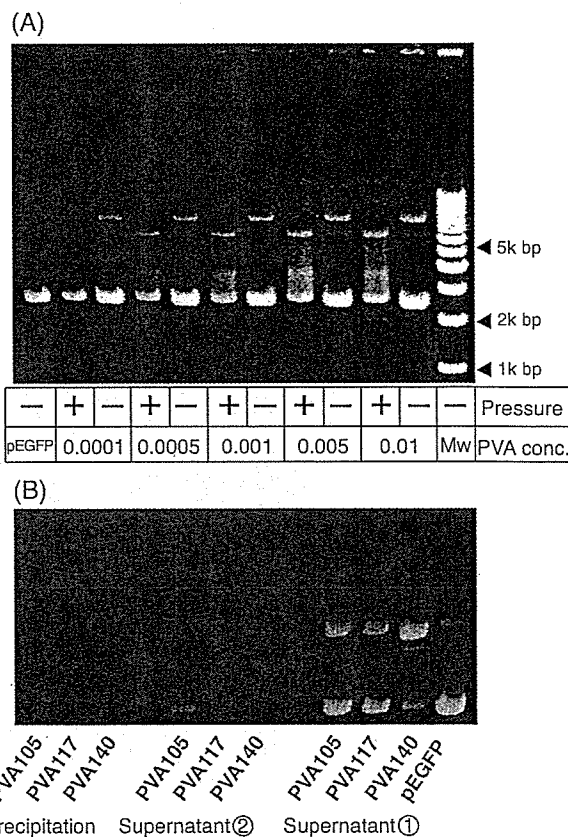 (A)
5k bp
2k bp
1k bp
− + − + − + − + − + − − Pressure
pEGFP 0.0001 0.0005 0.001 0.005 0.01 Mw PVA conc.
(B)
PVA105 PVA117 PVA140 PVA105 PVA117 PVA140 PVA105 PVA117 PVA140 pEGFP
recipitation Supernatant② Supernatant①